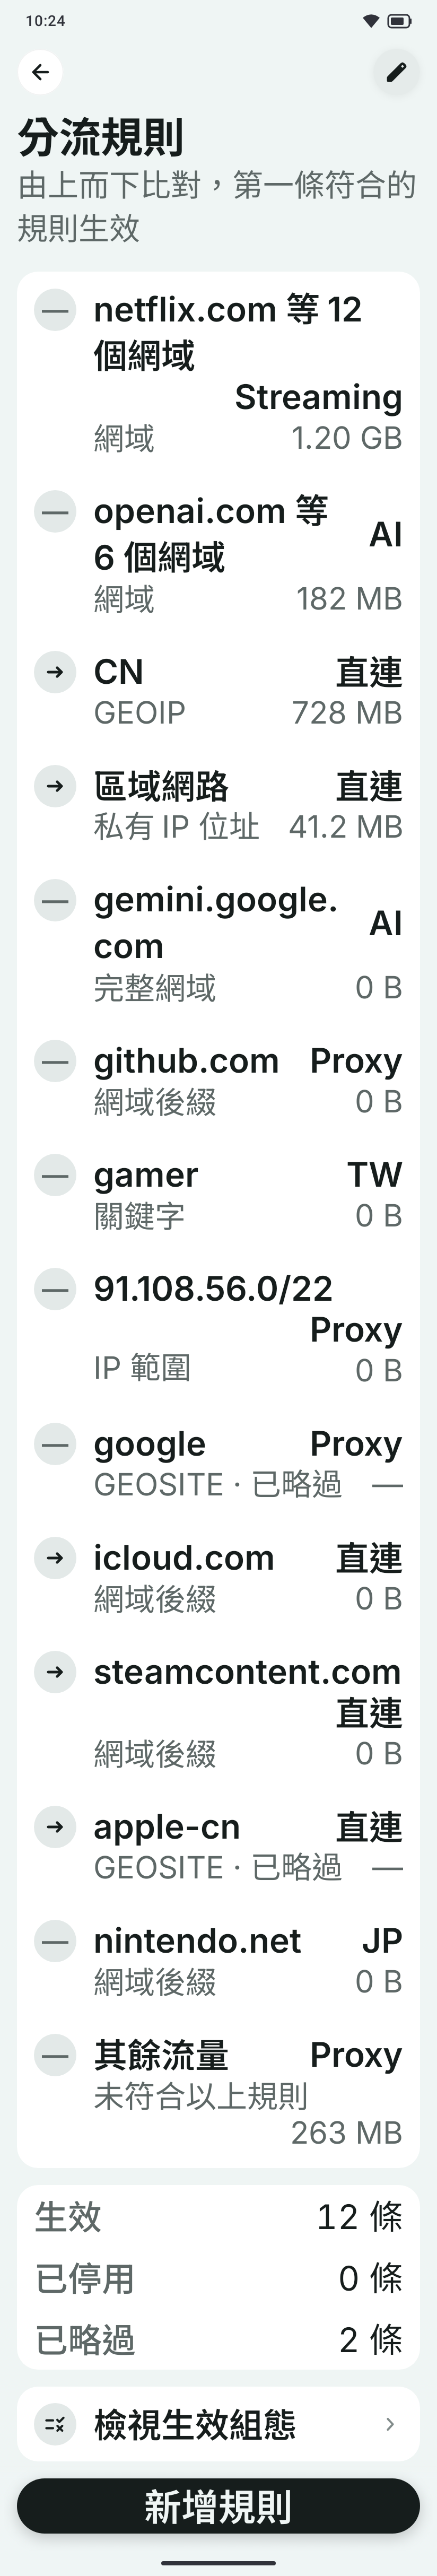 10:24
分流規則
由上而下比對，第一條符合的
規則生效
netflix.com 等 12
個網域
Streaming
網域 1.20 GB
openai.com 等
6 個網域
AI
網域 182 MB
CN 直連
GEOIP 728 MB
區域網路 直連
私有 IP 位址 41.2 MB
gemini.google.
com
AI
完整網域 0 B
github.com Proxy
網域後綴 0 B
gamer TW
關鍵字 0 B
91.108.56.0/22
Proxy
IP 範圍 0 B
google Proxy
GEOSITE · 已略過 —
icloud.com 直連
網域後綴 0 B
steamcontent.com
直連
網域後綴 0 B
apple-cn 直連
GEOSITE · 已略過 —
nintendo.net JP
網域後綴 0 B
其餘流量 Proxy
未符合以上規則
263 MB
生效 12 條
已停用 0 條
已略過 2 條
檢視生效組態
新增規則